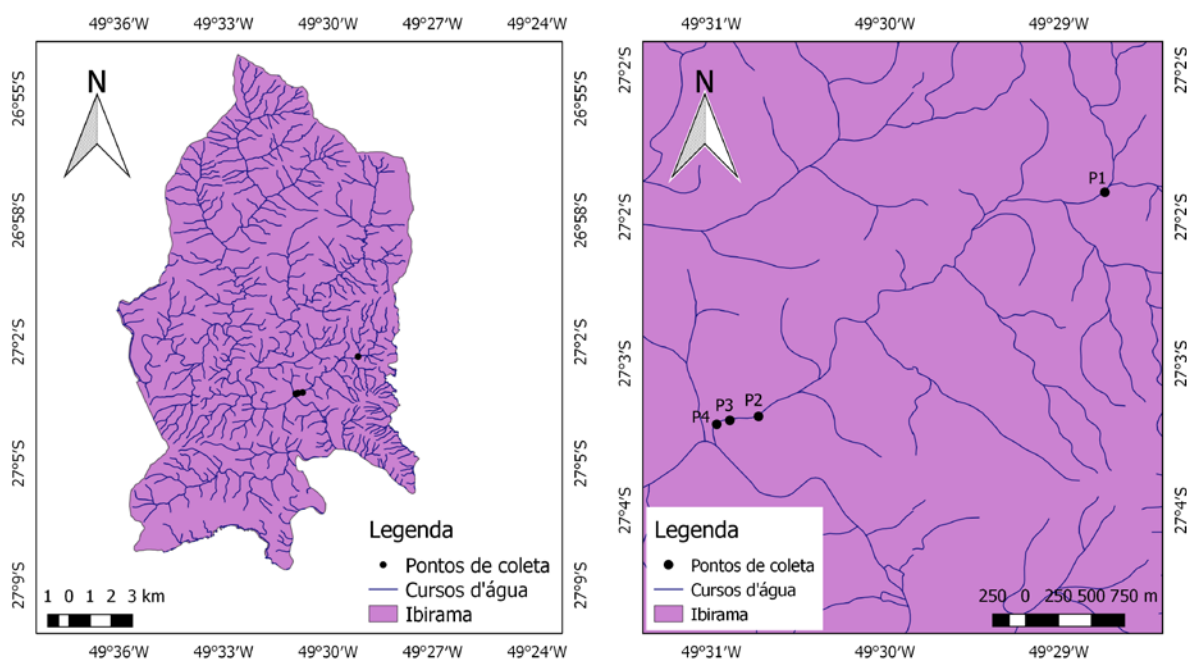 49°36'W 49°33'W 49°30'W 49°27'W 49°24'W
26°55'S 26°58'S 27°2'S 27°5'S 27°9'S
N
Legenda
Pontos de coleta
Cursos d'água
Ibirama
1 0 1 2 3 km
26°55'S 26°58'S 27°2'S 27°5'S 27°9'S
49°36'W 49°33'W 49°30'W 49°27'W 49°24'W
49°31'W 49°30'W 49°29'W
27°2'S 27°2'S 27°3'S 27°4'S
N
P1
P2
P3
P4
Legenda
Pontos de coleta
Cursos d'água
Ibirama
250 0 250 500 750 m
27°2'S 27°2'S 27°3'S 27°4'S
49°31'W 49°30'W 49°29'W